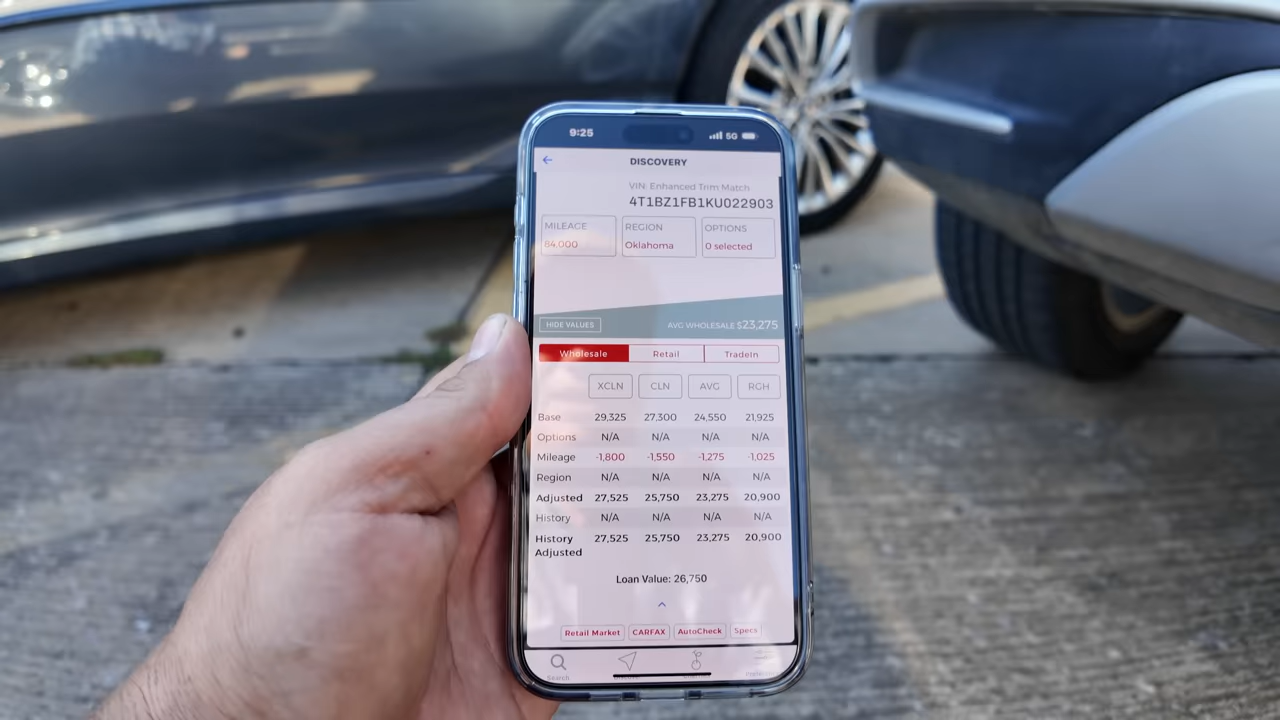 9:25 5G
DISCOVERY
VIN: Enhanced Trim Match
4T1BZ1FB1KU022903
MILEAGE REGION OPTIONS
84,000 Oklahoma 0 selected
HIDE VALUES AVG WHOLESALE $23,275
Wholesale Retail TradeIn
XCLN CLN AVG RGH
Base 29,325 27,300 24,550 21,925
Options N/A N/A N/A N/A
Mileage -1,800 -1,550 -1,275 -1,025
Region N/A N/A N/A N/A
Adjusted 27,525 25,750 23,275 20,900
History N/A N/A N/A N/A
History 27,525 25,750 23,275 20,900
Adjusted
Loan Value: 26,750
Retail Market CARFAX AutoCheck Specs
Search